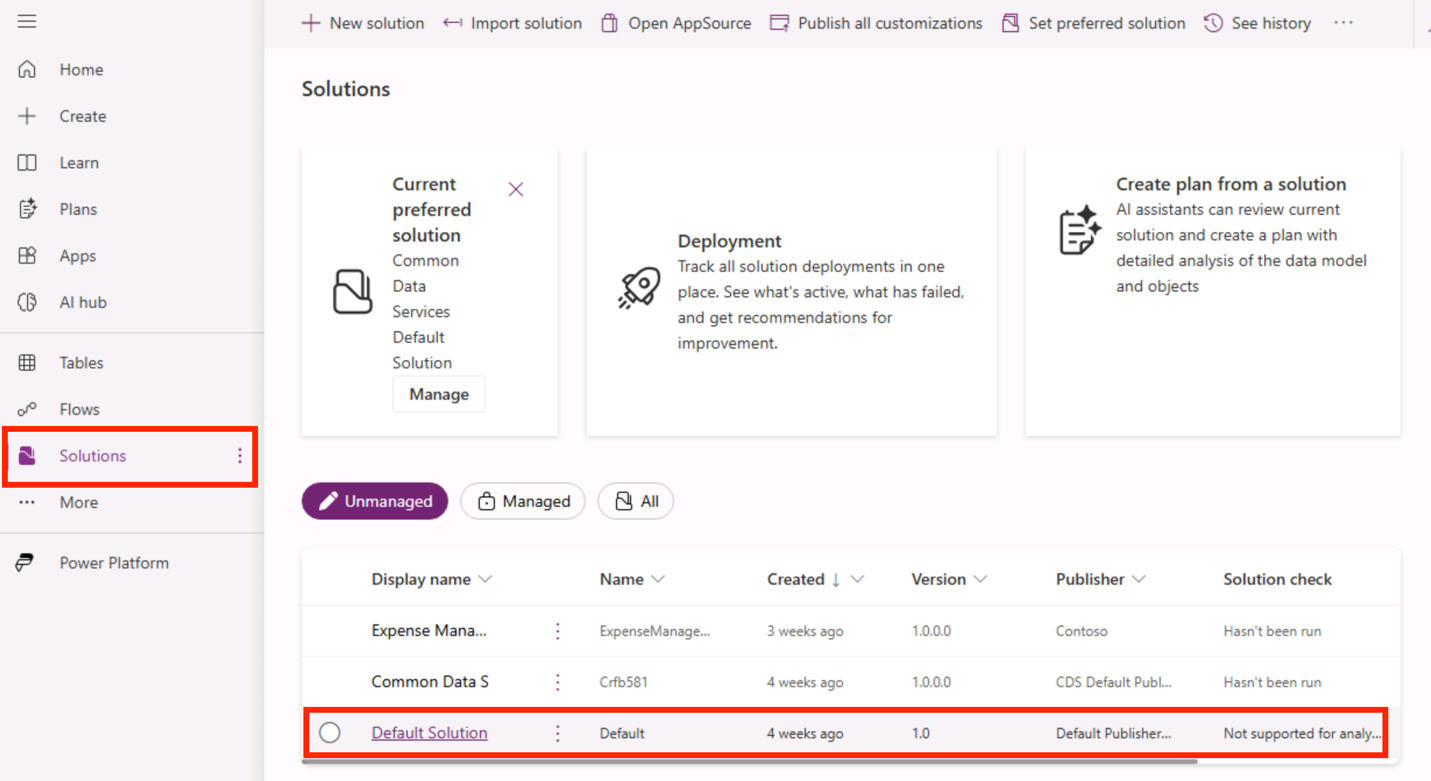 New solution Import solution Open AppSource Publish all customizations Set preferred solution See history ...
Home
Create
Learn
Plans
Apps
AI hub
Tables
Flows
Solutions
More
Power Platform
Solutions
Current
preferred
solution
Common
Data
Services
Default
Solution
Manage
Deployment
Track all solution deployments in one
place. See what's active, what has failed,
and get recommendations for
improvement.
Create plan from a solution
AI assistants can review current
solution and create a plan with
detailed analysis of the data model
and objects
Unmanaged Managed All
Display name Name Created Version Publisher Solution check
Expense Mana... ExpenseManage... 3 weeks ago 1.0.0.0 Contoso Hasn't been run
Common Data S Crfb581 4 weeks ago 1.0.0.0 CDS Default Publ... Hasn't been run
Default Solution Default 4 weeks ago 1.0 Default Publisher... Not supported for analy...